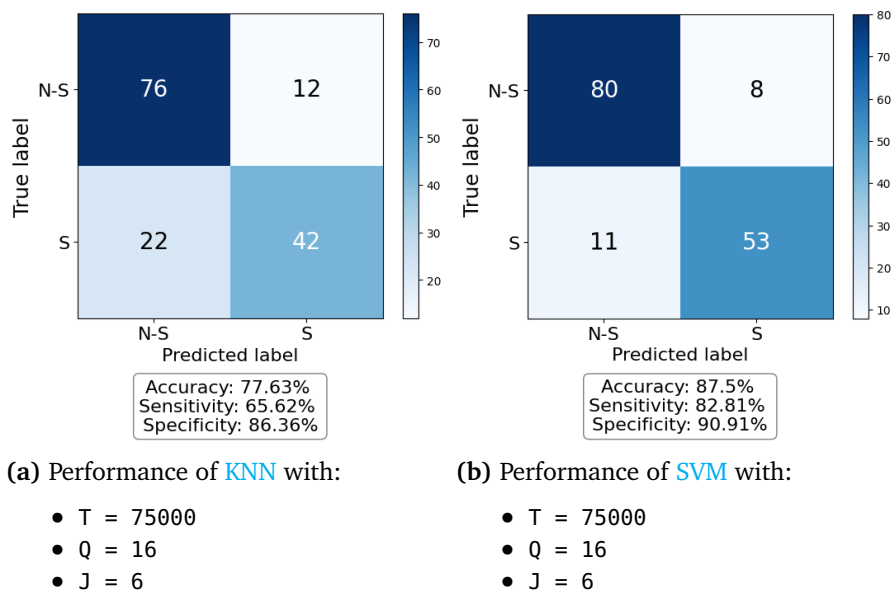 N-S
76
12
S
22
42
True label
70
60
50
40
30
20
N-S S
Predicted label
Accuracy: 77.63%
Sensitivity: 65.62%
Specificity: 86.36%
(a) Performance of KNN with:
• T = 75000
• Q = 16
• J = 6
N-S
80
8
S
11
53
True label
80
70
60
50
40
30
20
10
N-S S
Predicted label
Accuracy: 87.5%
Sensitivity: 82.81%
Specificity: 90.91%
(b) Performance of SVM with:
• T = 75000
• Q = 16
• J = 6